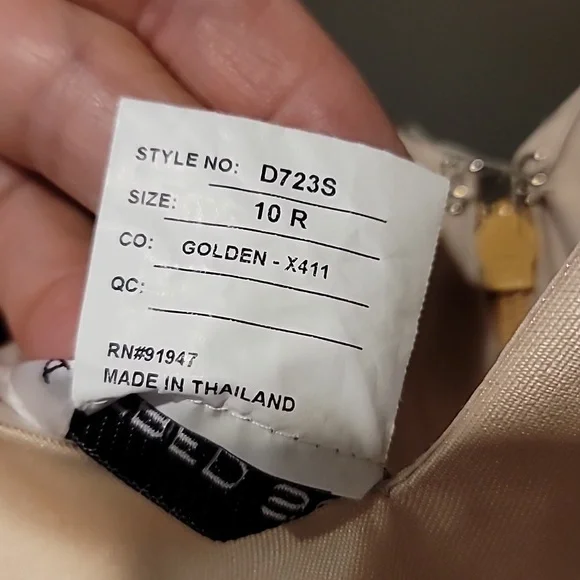 STYLE NO: D723S
SIZE: 10 R
CO: GOLDEN - X411
QC:
RN#91947
MADE IN THAILAND